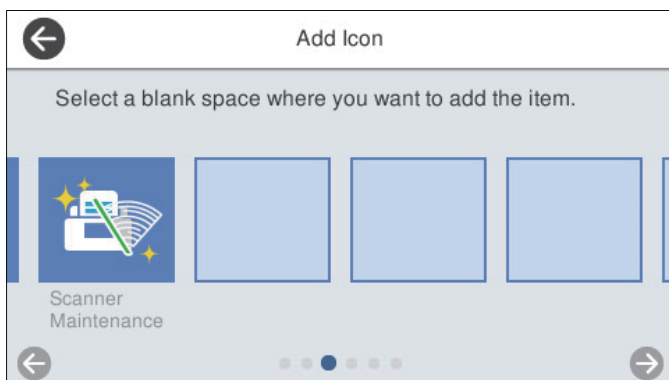 Add Icon
Select a blank space where you want to add the item.
Scanner
Maintenance